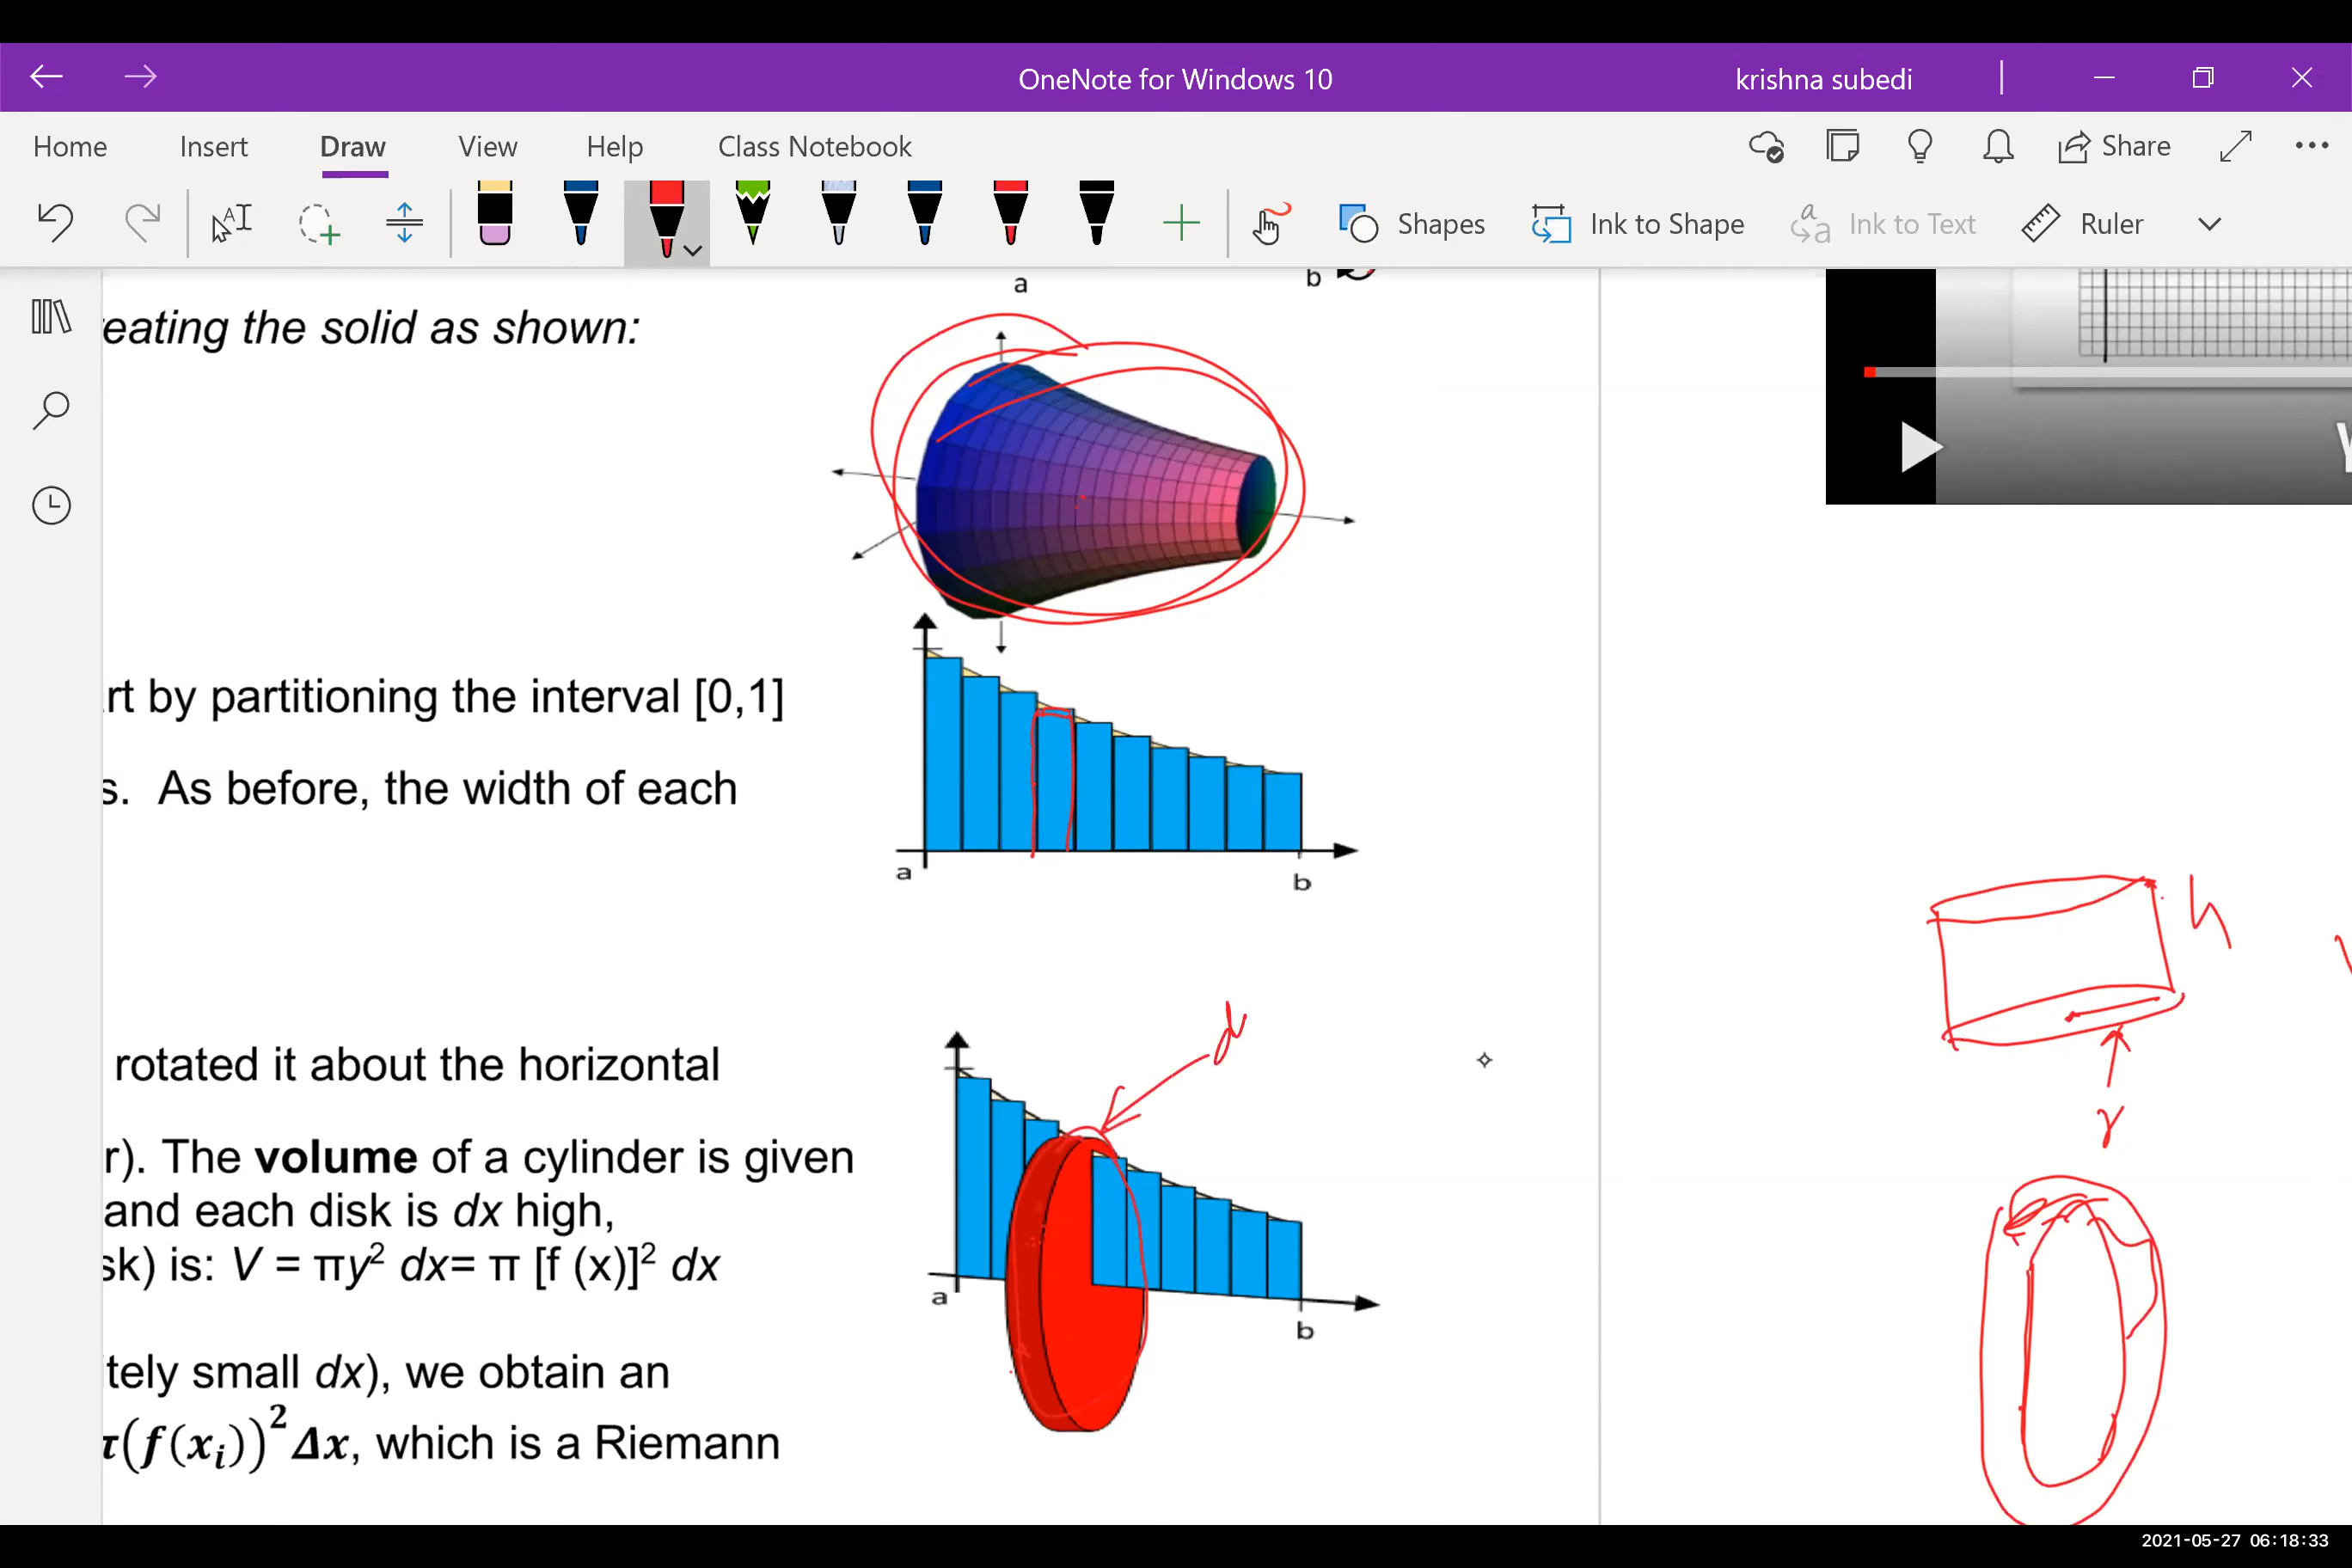 OneNote for Windows 10
krishna subedi
Home Insert Draw View Help Class Notebook
Share
Shapes Ink to Shape Ink to Text Ruler
a b
eating the solid as shown:
rt by partitioning the interval [0,1]
s. As before, the width of each
a b
h
rotated it about the horizontal
r). The volume of a cylinder is given
r
and each disk is dx high,
sk) is: V = πy² dx= π [f (x)]² dx
a b
itely small dx), we obtain an
(f(xᵢ))² Δx, which is a Riemann
2021-05-27 06:18:33